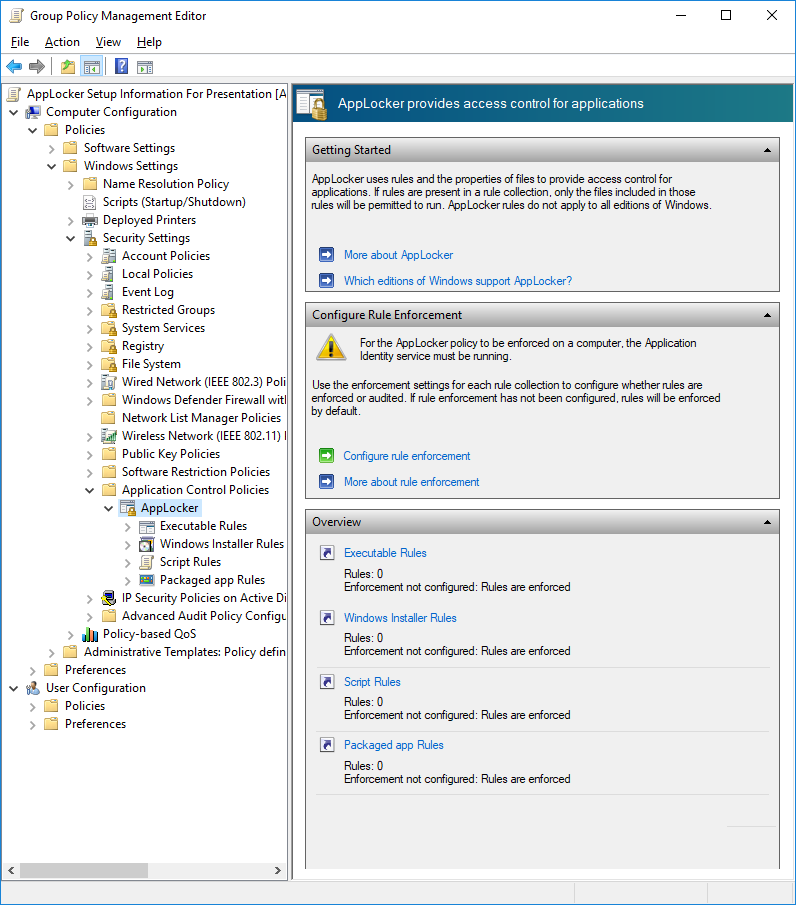 Group Policy Management Editor
File Action View Help
AppLocker Setup Information For Presentation [A
Computer Configuration
Policies
Software Settings
Windows Settings
Name Resolution Policy
Scripts (Startup/Shutdown)
Deployed Printers
Security Settings
Account Policies
Local Policies
Event Log
Restricted Groups
System Services
Registry
File System
Wired Network (IEEE 802.3) Poli
Windows Defender Firewall with
Network List Manager Policies
Wireless Network (IEEE 802.11) I
Public Key Policies
Software Restriction Policies
Application Control Policies
AppLocker
Executable Rules
Windows Installer Rules
Script Rules
Packaged app Rules
IP Security Policies on Active Di
Advanced Audit Policy Configu
Policy-based QoS
Administrative Templates: Policy defin
Preferences
User Configuration
Policies
Preferences
AppLocker provides access control for applications
Getting Started
AppLocker uses rules and the properties of files to provide access control for
applications. If rules are present in a rule collection, only the files included in those
rules will be permitted to run. AppLocker rules do not apply to all editions of Windows.
More about AppLocker
Which editions of Windows support AppLocker?
Configure Rule Enforcement
For the AppLocker policy to be enforced on a computer, the Application
Identity service must be running.
Use the enforcement settings for each rule collection to configure whether rules are
enforced or audited. If rule enforcement has not been configured, rules will be enforced
by default.
Configure rule enforcement
More about rule enforcement
Overview
Executable Rules
Rules: 0
Enforcement not configured: Rules are enforced
Windows Installer Rules
Rules: 0
Enforcement not configured: Rules are enforced
Script Rules
Rules: 0
Enforcement not configured: Rules are enforced
Packaged app Rules
Rules: 0
Enforcement not configured: Rules are enforced